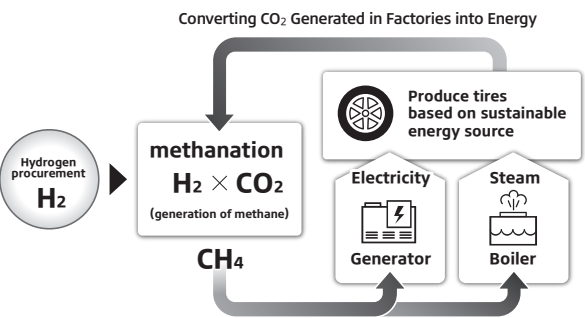 Converting CO₂ Generated in Factories into Energy
Produce tires
based on sustainable
energy source
Hydrogen
procurement
H₂
methanation
H₂ × CO₂
(generation of methane)
CH₄
Electricity
Generator
Steam
Boiler